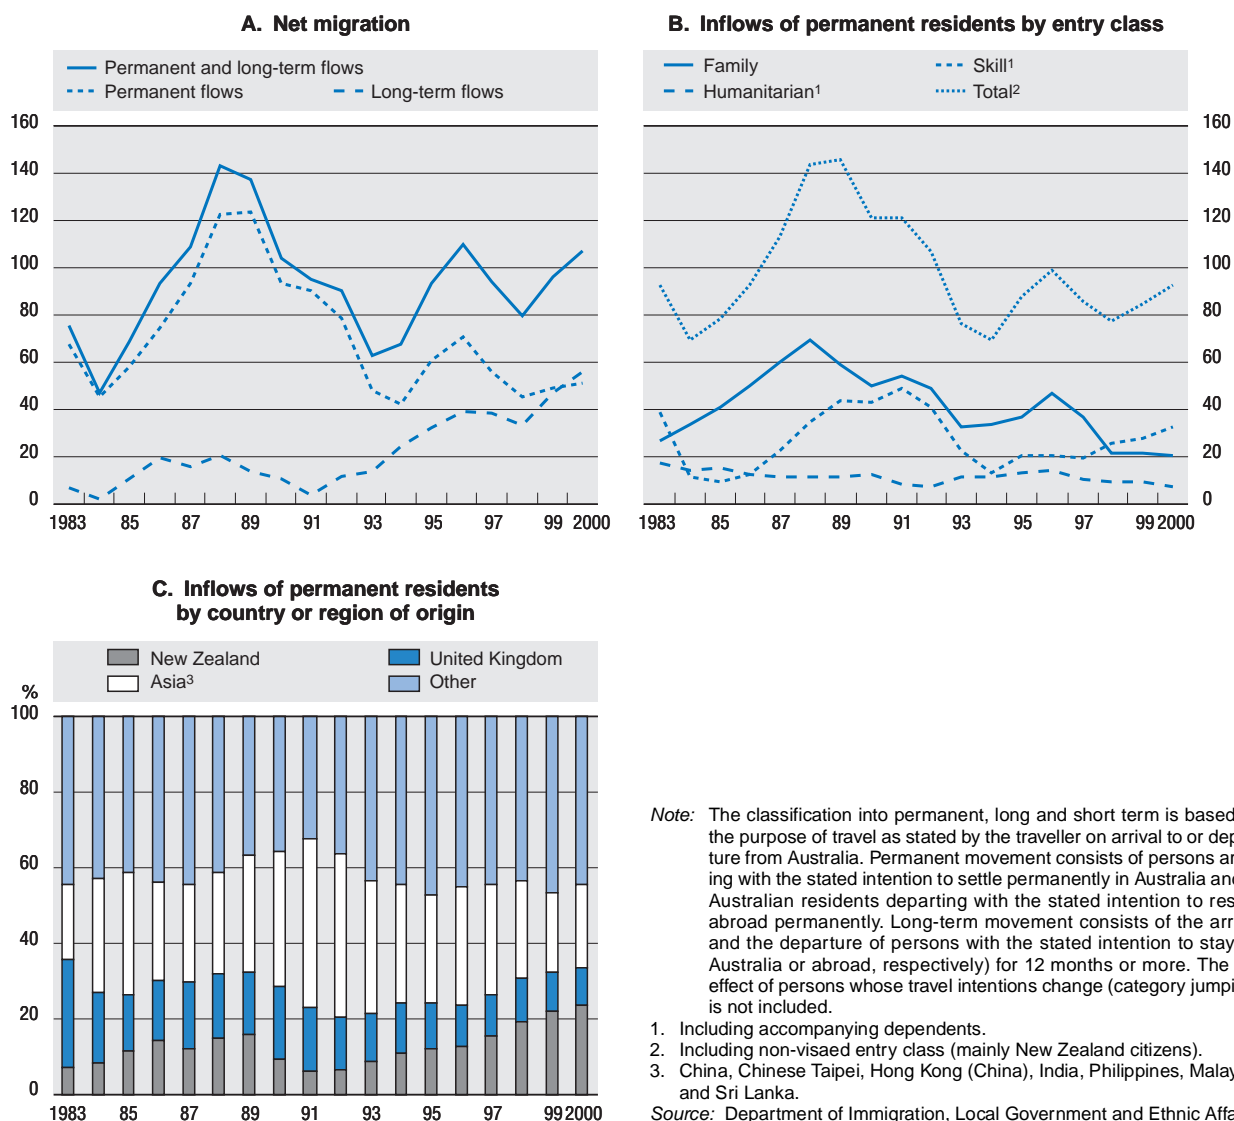 A. Net migration
Permanent and long-term flows
Permanent flows
Long-term flows
160
140
120
100
80
60
40
20
0
1983 85 87 89 91 93 95 97 99 2000
B. Inflows of permanent residents by entry class
Family
Skill1
Humanitarian1
Total2
160
140
120
100
80
60
40
20
0
1983 85 87 89 91 93 95 97 99 2000
C. Inflows of permanent residents
by country or region of origin
New Zealand
United Kingdom
Asia3
Other
%
100
80
60
40
20
0
1983 85 87 89 91 93 95 97 99 2000
Note: The classification into permanent, long and short term is based
the purpose of travel as stated by the traveller on arrival to or dep
ture from Australia. Permanent movement consists of persons ar
ing with the stated intention to settle permanently in Australia and
Australian residents departing with the stated intention to res
abroad permanently. Long-term movement consists of the arr
and the departure of persons with the stated intention to stay
Australia or abroad, respectively) for 12 months or more. The
effect of persons whose travel intentions change (category jumpi
is not included.
1. Including accompanying dependents.
2. Including non-visaed entry class (mainly New Zealand citizens).
3. China, Chinese Taipei, Hong Kong (China), India, Philippines, Malay
and Sri Lanka.
Source: Department of Immigration, Local Government and Ethnic Affa